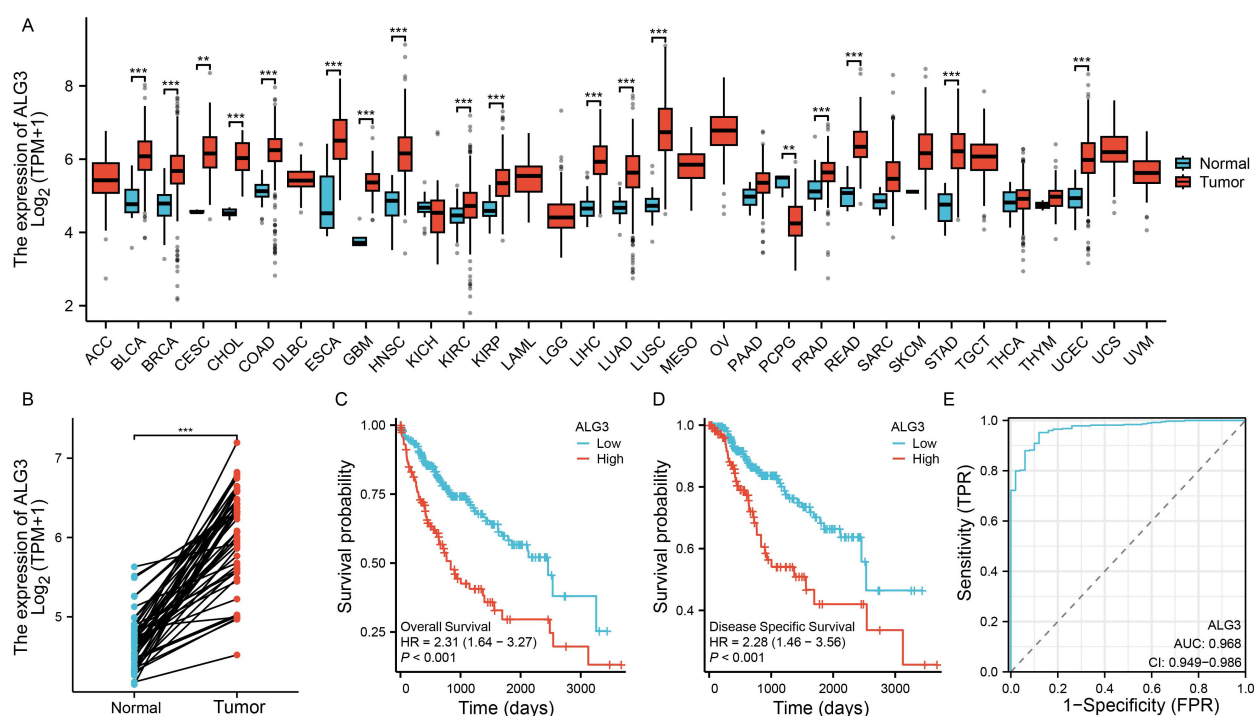 A
The expression of ALG3
Log2 (TPM+1)
8
6
4
2
***
***
**
***
***
***
***
***
***
***
***
***
***
**
***
***
***
***
Normal
Tumor
ACC
BLCA
BRCA
CESC
CHOL
COAD
DLBC
ESCA
GBM
HNSC
KICH
KIRC
KIRP
LAML
LGG
LIHC
LUAD
LUSC
MESO
OV
PAAD
PCPG
PRAD
READ
SARC
SKCM
STAD
TGCT
THCA
THYM
UCEC
UCS
UVM
B
The expression of ALG3
Log2 (TPM+1)
7
6
5
***
Normal
Tumor
C
Survival probability
1.00
0.75
0.50
0.25
ALG3
Low
High
Overall Survival
HR = 2.31 (1.64 − 3.27)
P < 0.001
0
1000
2000
3000
Time (days)
D
Survival probability
1.0
0.8
0.6
0.4
ALG3
Low
High
Disease Specific Survival
HR = 2.28 (1.46 − 3.56)
P < 0.001
0
1000
2000
3000
Time (days)
E
Sensitivity (TPR)
1.0
0.8
0.6
0.4
0.2
0.0
ALG3
AUC: 0.968
CI: 0.949−0.986
0.0
0.2
0.4
0.6
0.8
1.0
1−Specificity (FPR)